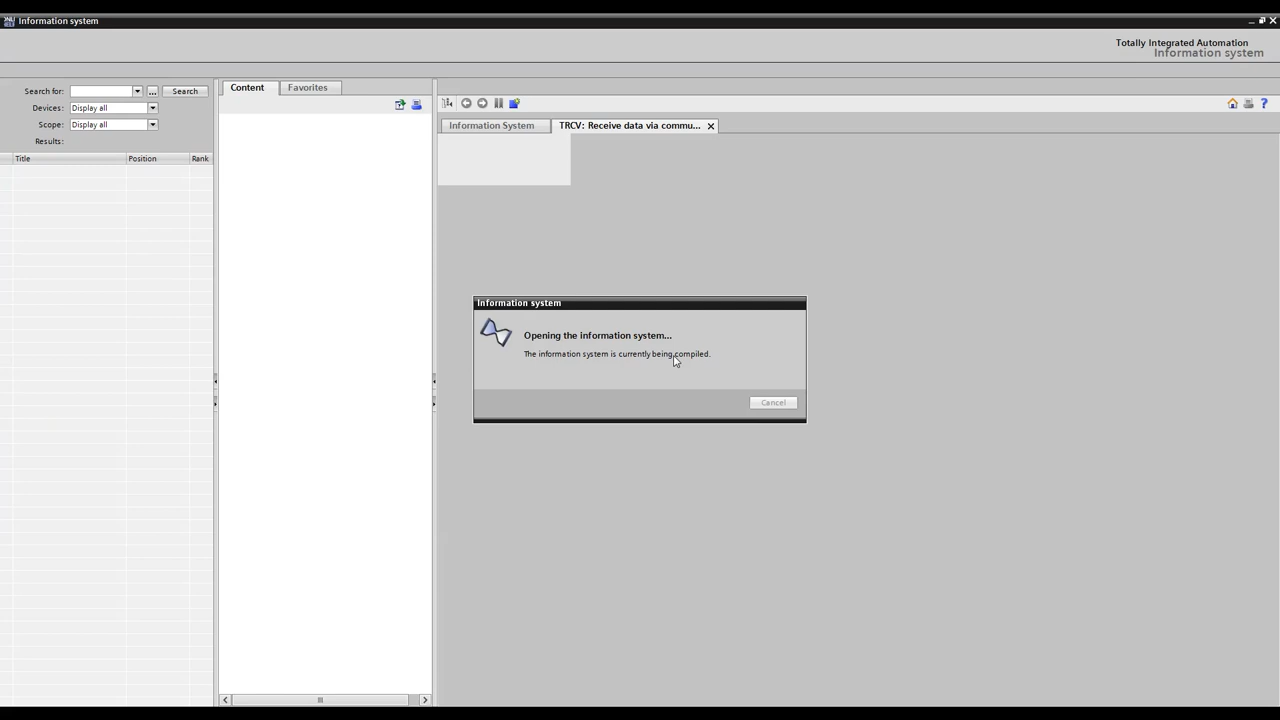 Information system
Totally Integrated Automation
Information system
Search for:
...
Search
Devices:
Display all
Scope:
Display all
Results:
Title
Position
Rank
Content
Favorites
Information System
TRCV: Receive data via commu...
Information system
Opening the information system...
The information system is currently being compiled.
Cancel